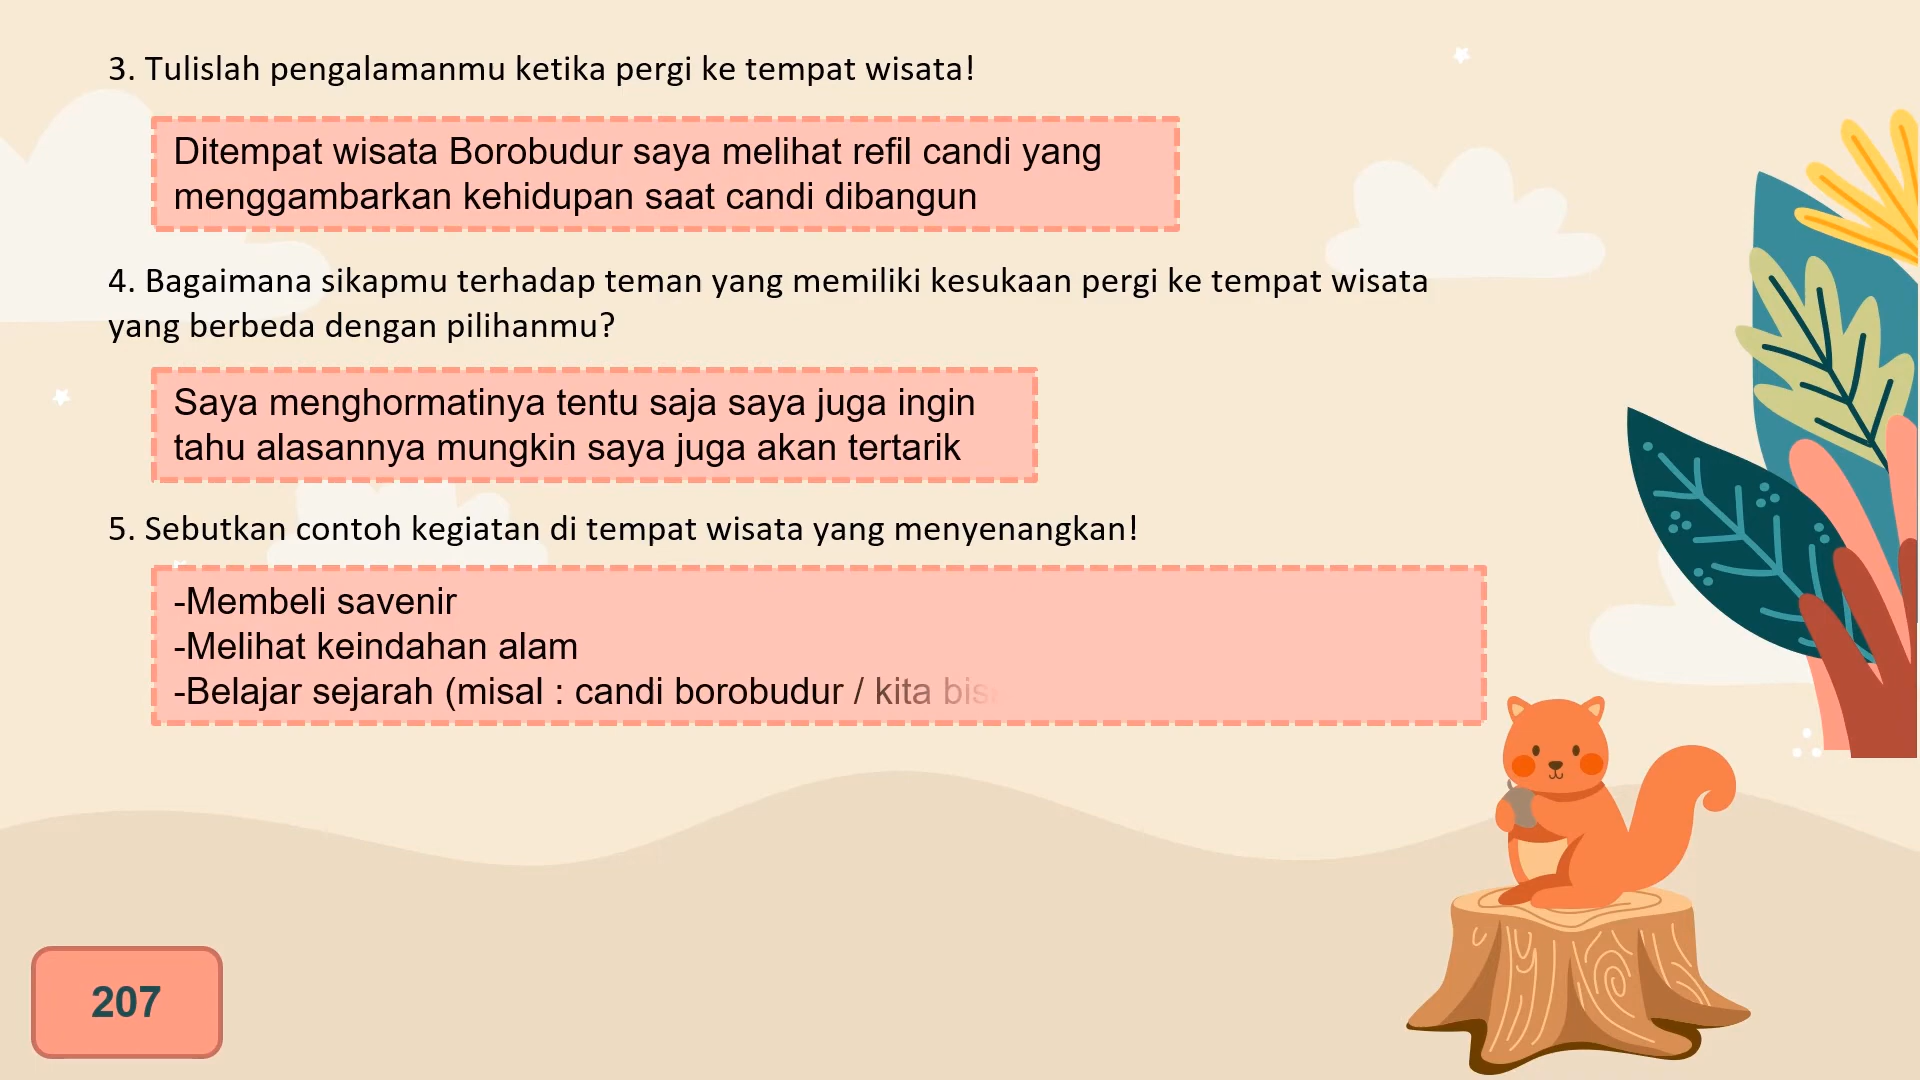 3. Tulislah pengalamanmu ketika pergi ke tempat wisata!
Ditempat wisata Borobudur saya melihat refil candi yang
menggambarkan kehidupan saat candi dibangun
4. Bagaimana sikapmu terhadap teman yang memiliki kesukaan pergi ke tempat wisata
yang berbeda dengan pilihanmu?
Saya menghormatinya tentu saja saya juga ingin
tahu alasannya mungkin saya juga akan tertarik
5. Sebutkan contoh kegiatan di tempat wisata yang menyenangkan!
-Membeli savenir
-Melihat keindahan alam
-Belajar sejarah (misal : candi borobudur / kita
207